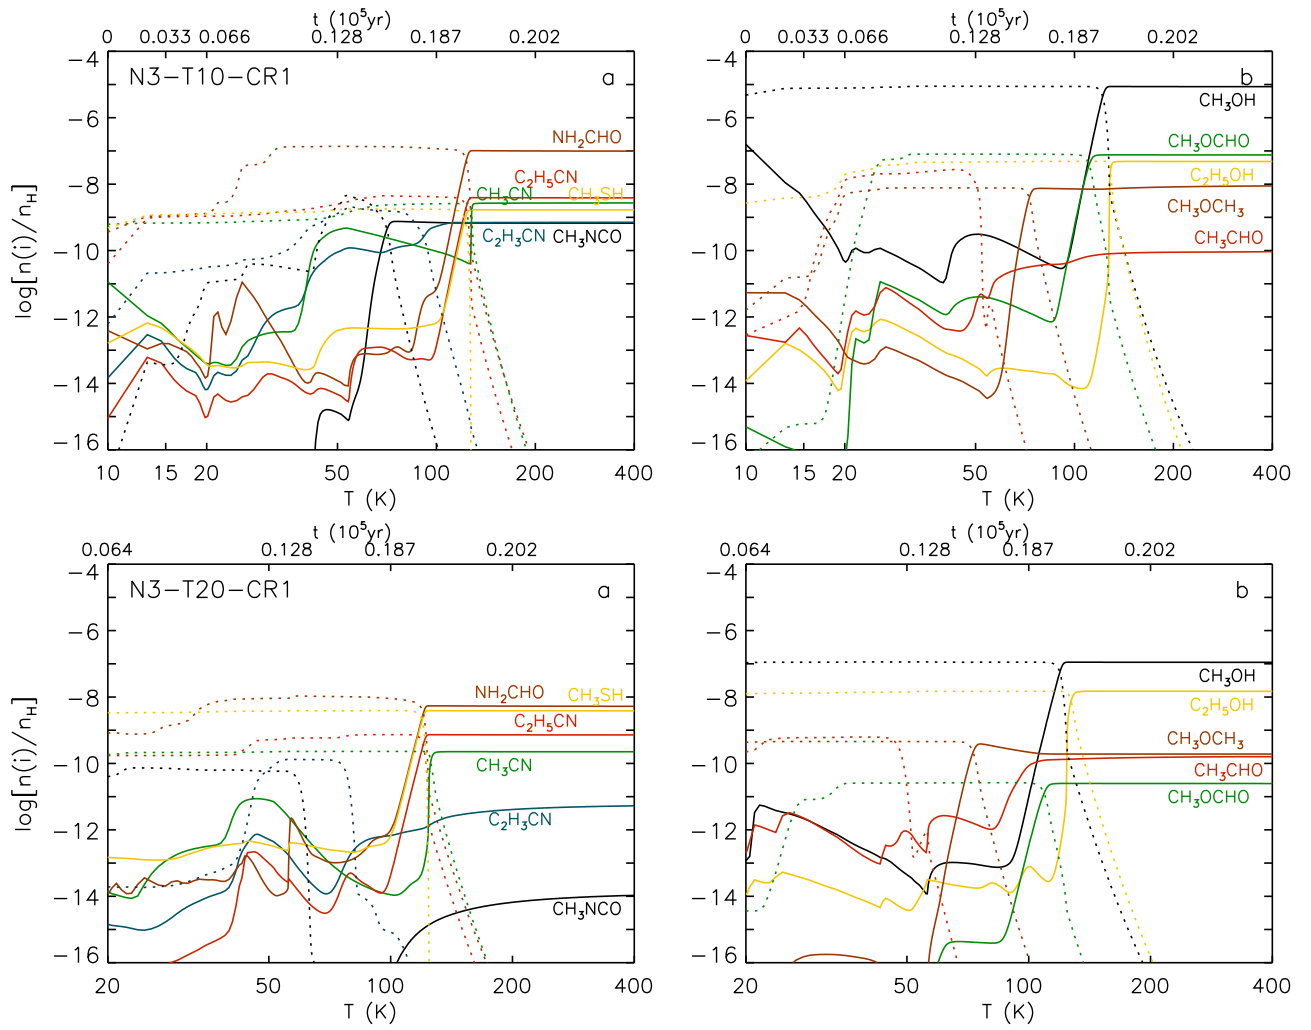 t (10⁵yr) t (10⁵yr)
0 0.033 0.066 0.128 0.187 0.202 0 0.033 0.066 0.128 0.187 0.202
−4 −4
N3−T10−CR1 a b
CH₃OH
−6 −6
NH₂CHO CH₃OCHO
C₂H₅CN C₂H₅OH
−8 −8
CH₃CN CH₃SH
CH₃OCH₃
C₂H₃CN CH₃NCO CH₃CHO
log[n(i)/n_H]
−10 −10
−12 −12
−14 −14
−16 −16
10 15 20 50 100 200 400 10 15 20 50 100 200 400
T (K) T (K)
t (10⁵yr) t (10⁵yr)
0.064 0.128 0.187 0.202 0.064 0.128 0.187 0.202
−4 −4
N3−T20−CR1 a b
−6 −6
CH₃OH
NH₂CHO CH₃SH
−8 −8
C₂H₅OH
C₂H₅CN
CH₃OCH₃
CH₃CN CH₃CHO
log[n(i)/n_H]
−10 −10
CH₃OCHO
C₂H₃CN
−12 −12
−14 −14
CH₃NCO
−16 −16
20 50 100 200 400 20 50 100 200 400
T (K) T (K)